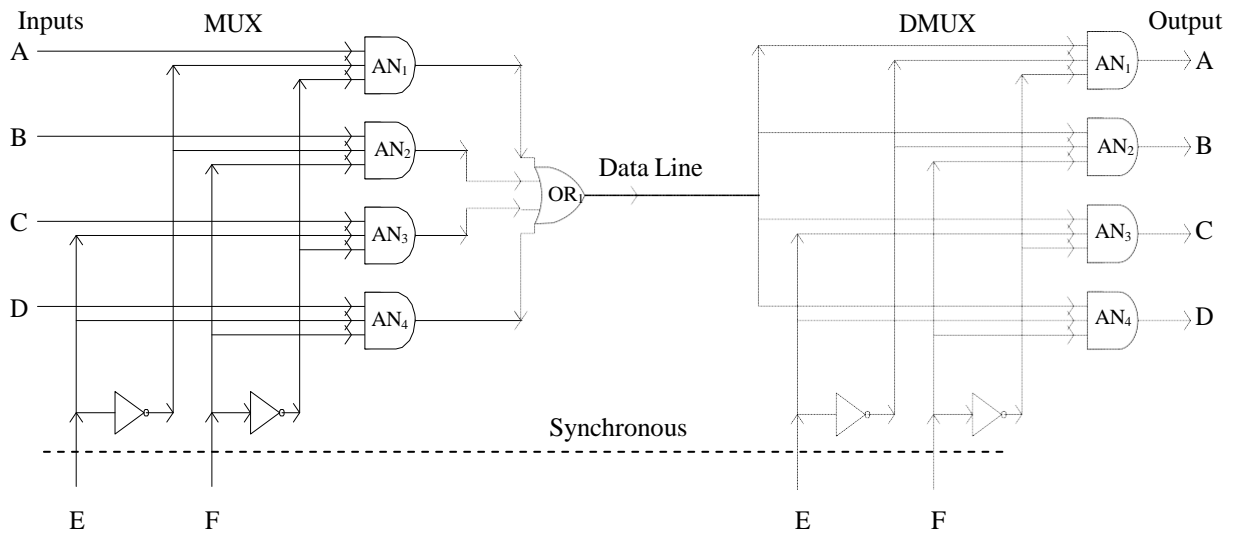 Inputs MUX DMUX Output
A AN₁ AN₁ A
B AN₂ AN₂ B
Data Line
OR₁
C AN₃ AN₃ C
D AN₄ AN₄ D
Synchronous
E F E F